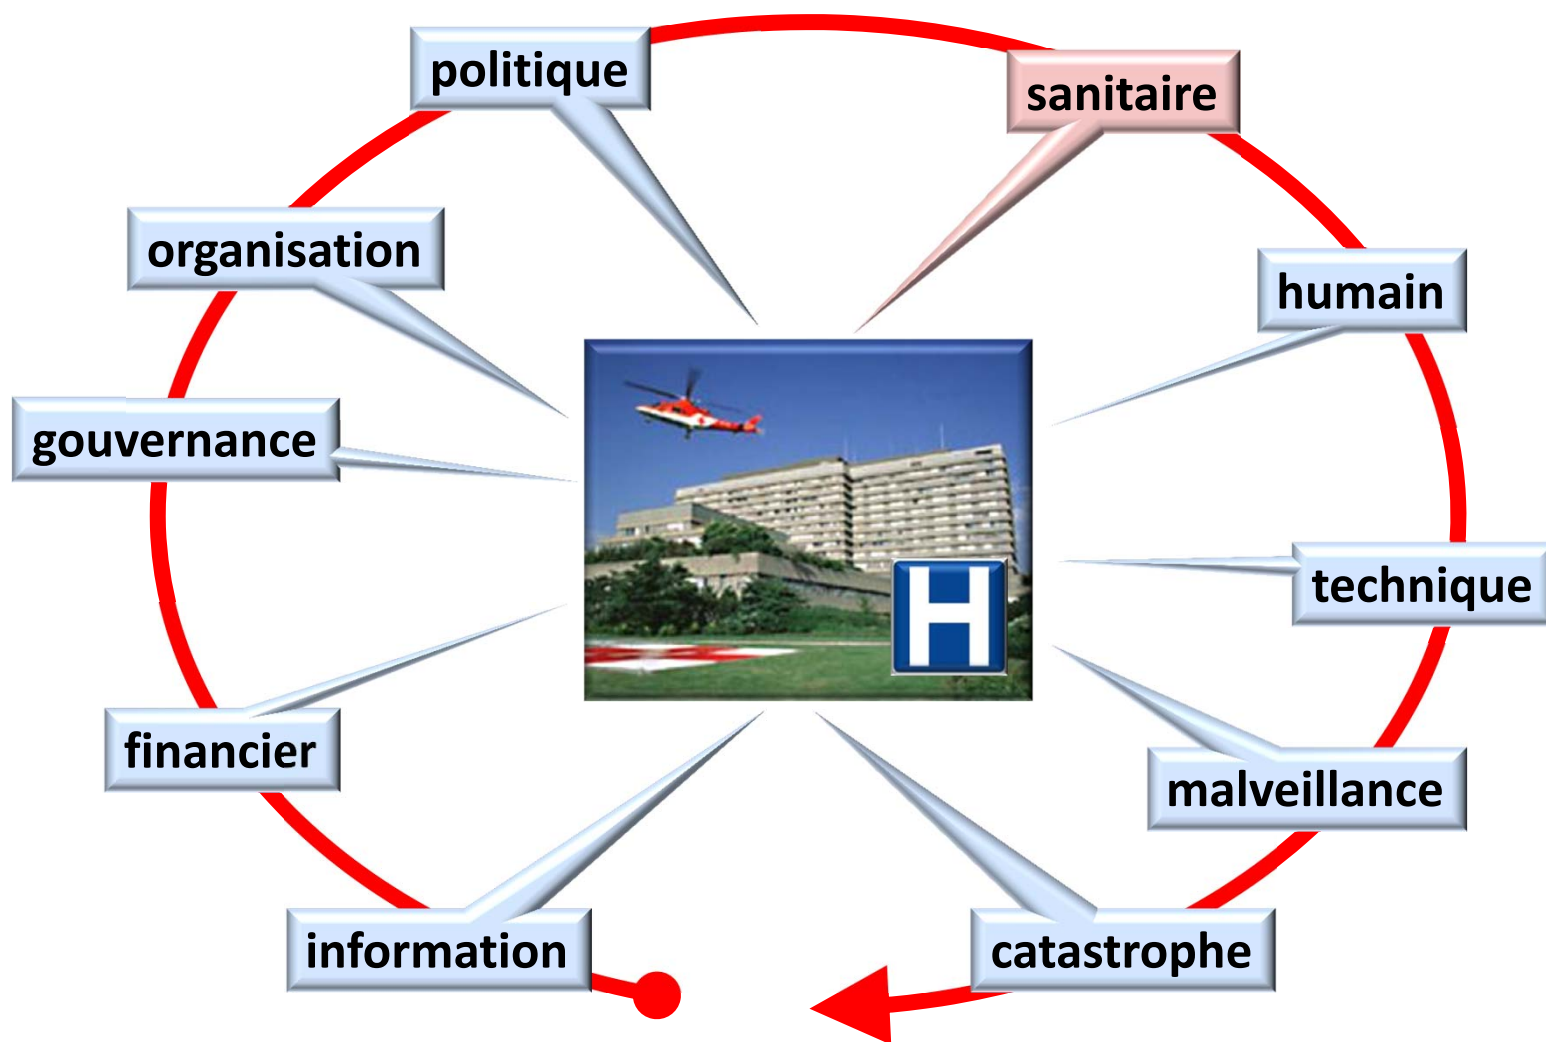 politique
sanitaire
organisation
humain
gouvernance
technique
financier
malveillance
information
catastrophe
H